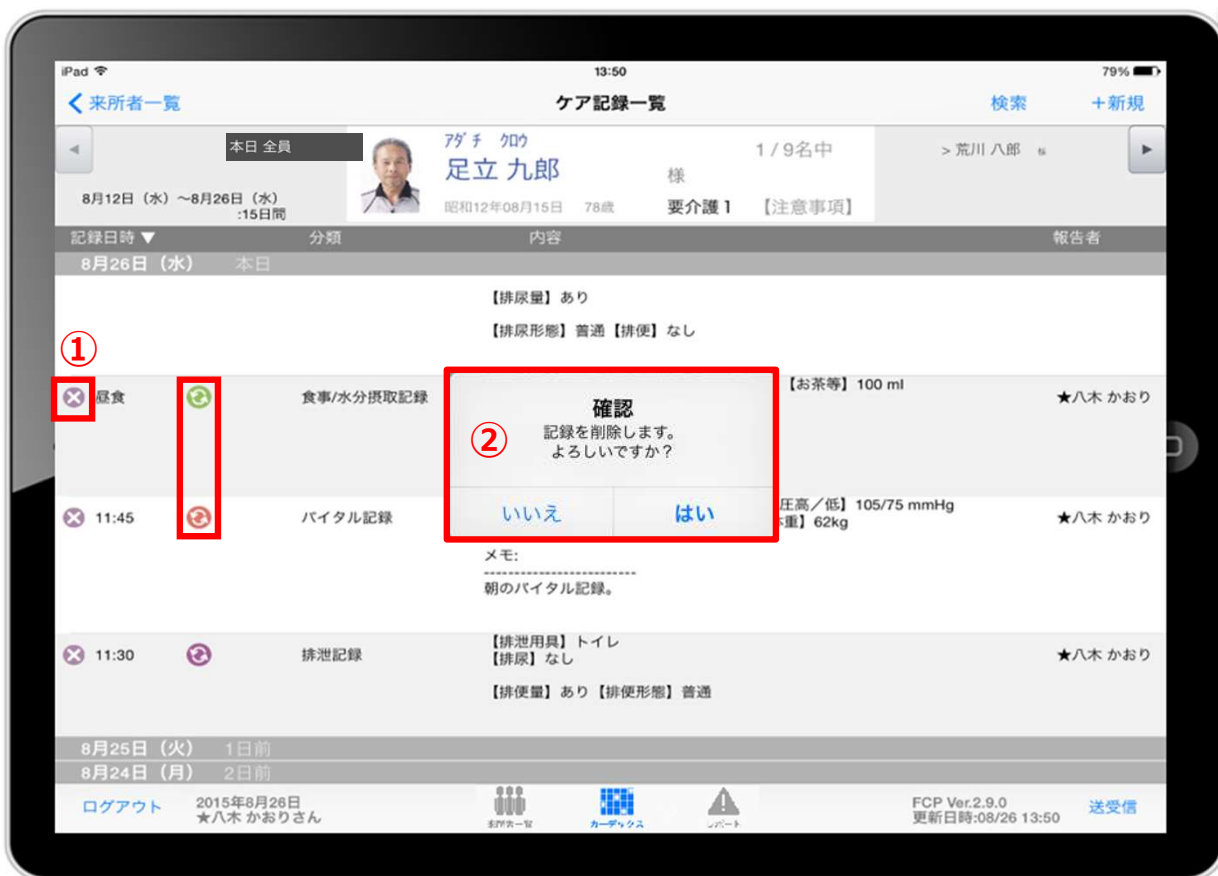 iPad 13:50 79%
来所者一覧 ケア記録一覧 検索 +新規
本日 全員
アダチ クロウ
足立 九郎 様
1 / 9名中
> 荒川 八郎
8月12日（水）～8月26日（水）
:15日間
昭和12年08月15日 78歳 要介護 1 【注意事項】
記録日時 ▼ 分類 内容 報告者
8月26日（水） 本日
【排尿量】あり
【排尿形態】普通【排便】なし
①
昼食 食事/水分摂取記録 【お茶等】100 ml ★八木 かおり
②
確認
記録を削除します。
よろしいですか？
いいえ はい
11:45 バイタル記録 圧高／低】105/75 mmHg ★八木 かおり
重】62kg
メモ:
-------------------------
朝のバイタル記録。
11:30 排泄記録 【排泄用具】トイレ ★八木 かおり
【排尿】なし
【排便量】あり【排便形態】普通
8月25日（火） 1日前
8月24日（月） 2日前
ログアウト 2015年8月26日
★八木 かおりさん
来所者一覧 カーデックス レポート
FCP Ver.2.9.0
更新日時:08/26 13:50
送受信